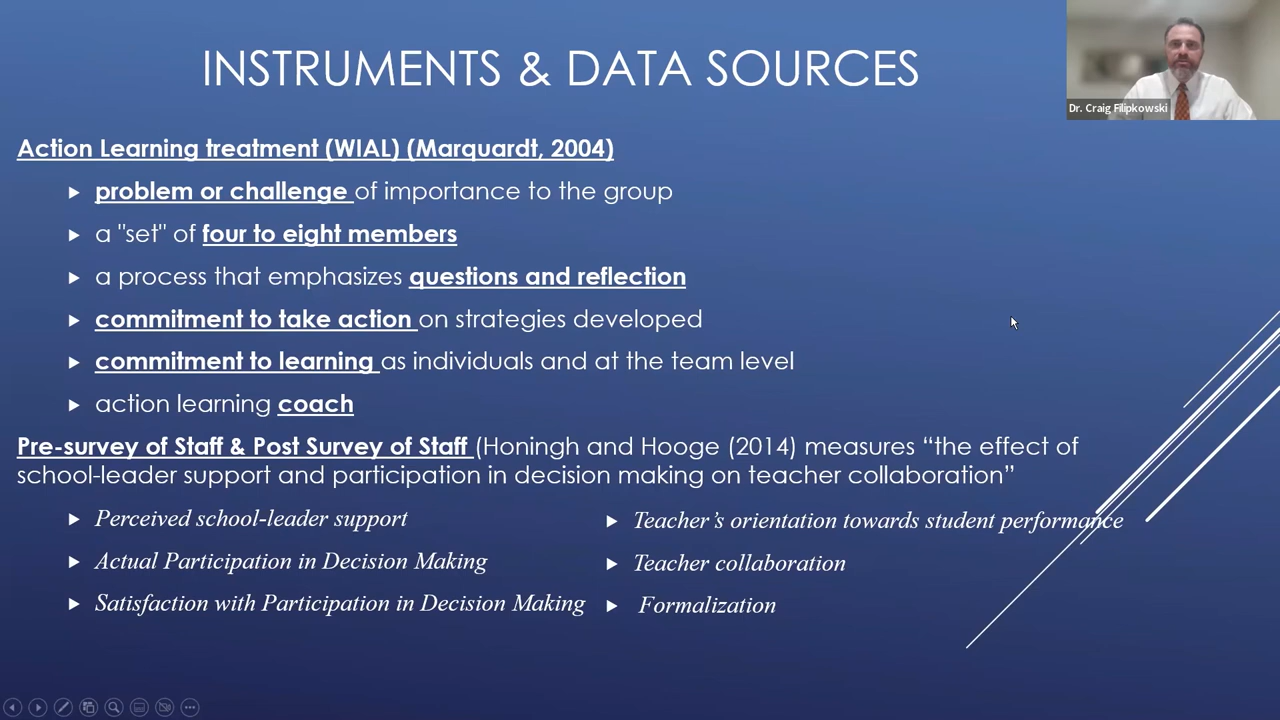 INSTRUMENTS & DATA SOURCES
Dr. Craig Filipkowski
Action Learning treatment (WIAL) (Marquardt, 2004)
problem or challenge of importance to the group
a "set" of four to eight members
a process that emphasizes questions and reflection
commitment to take action on strategies developed
commitment to learning as individuals and at the team level
action learning coach
Pre-survey of Staff & Post Survey of Staff (Honingh and Hooge (2014) measures “the effect of
school-leader support and participation in decision making on teacher collaboration”
Perceived school-leader support
Actual Participation in Decision Making
Satisfaction with Participation in Decision Making
Teacher’s orientation towards student performance
Teacher collaboration
Formalization